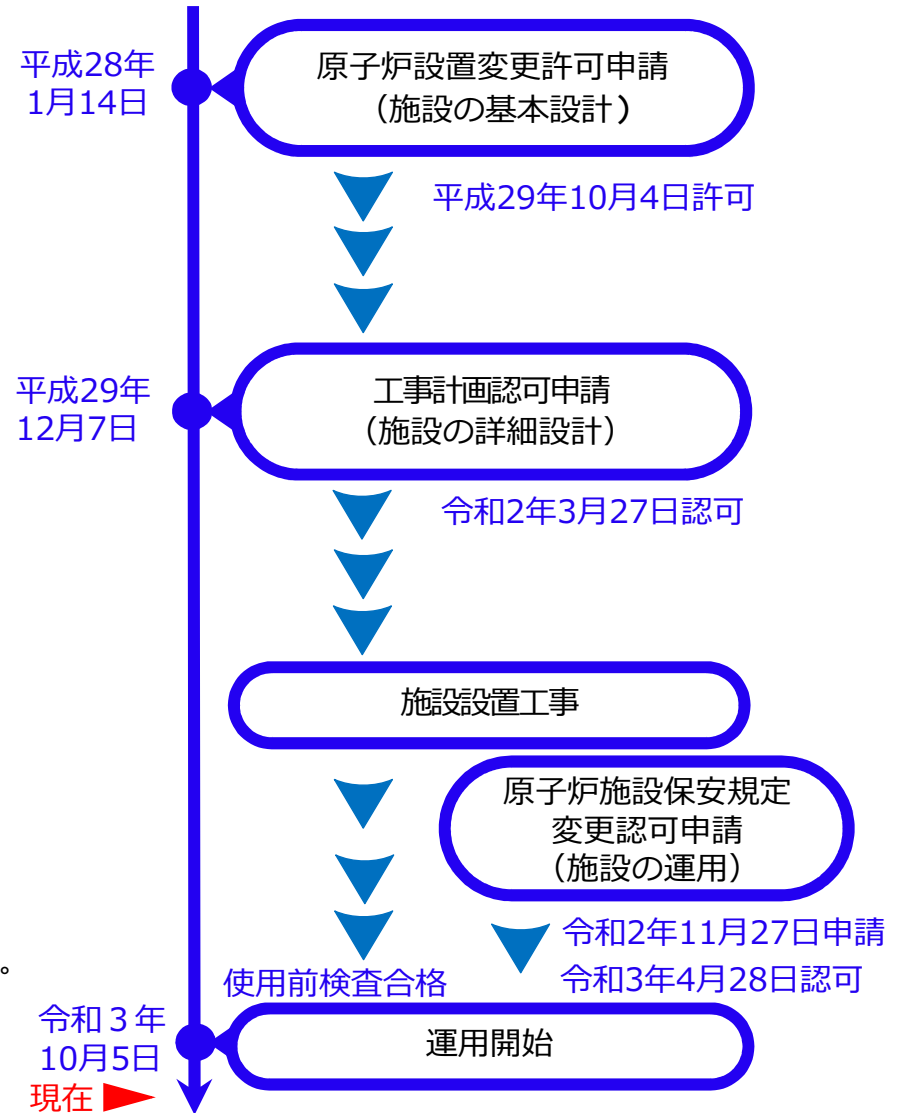 平成28年
1月14日
原子炉設置変更許可申請
（施設の基本設計）
平成29年10月4日許可
平成29年
12月7日
工事計画認可申請
（施設の詳細設計）
令和2年3月27日認可
施設設置工事
原子炉施設保安規定
変更認可申請
（施設の運用）
令和2年11月27日申請
令和3年4月28日認可
。
使用前検査合格
令和３年
10月5日
運用開始
現在